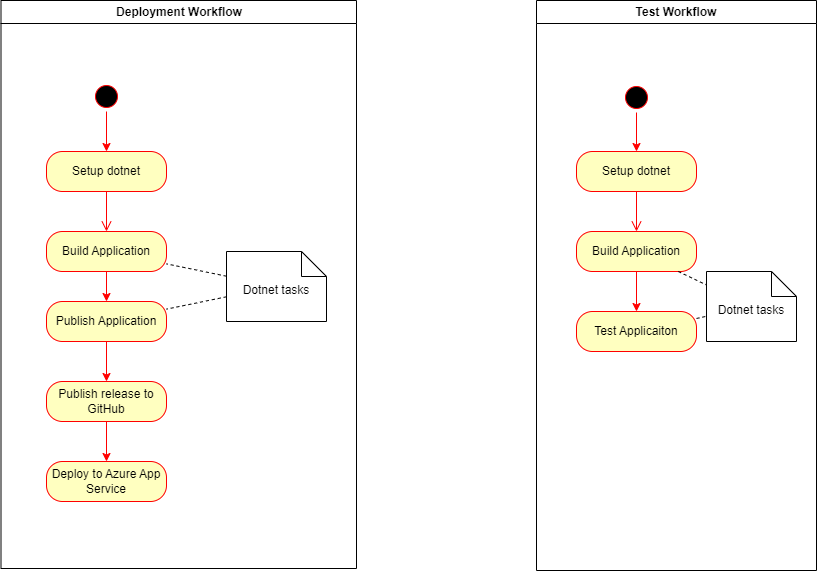 Deployment Workflow
Setup dotnet
Build Application
Dotnet tasks
Publish Application
Publish release to
GitHub
Deploy to Azure App
Service
Test Workflow
Setup dotnet
Build Application
Dotnet tasks
Test Applicaiton